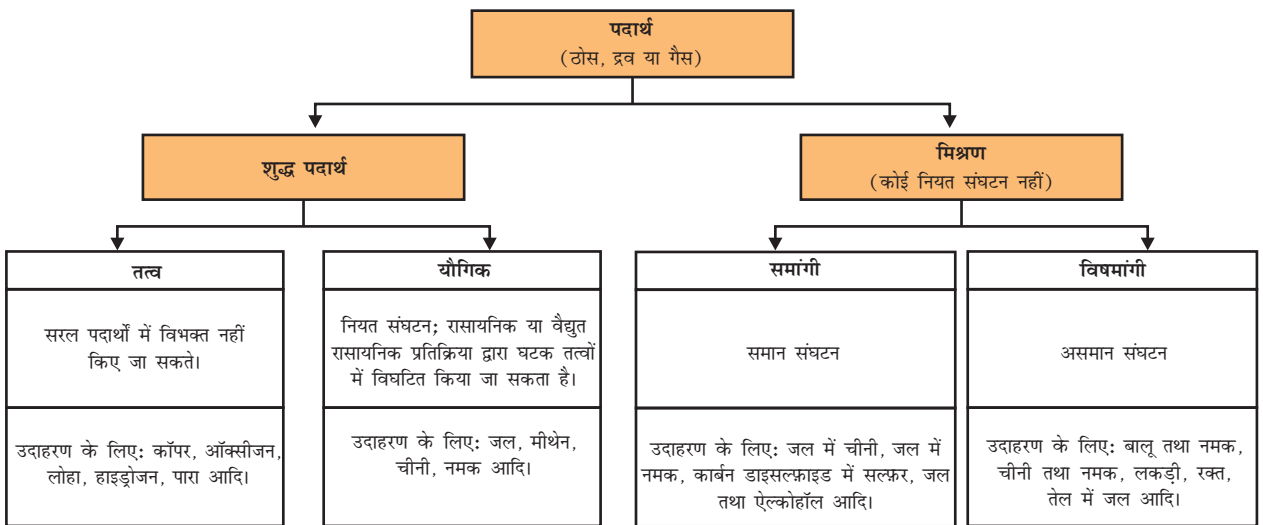 पदार्थ
(ठोस, द्रव या गैस)
शुद्ध पदार्थ
मिश्रण
(कोई नियत संघटन नहीं)
तत्व
सरल पदार्थों में विभक्त नहीं
किए जा सकते।
उदाहरण के लिए: कॉपर, ऑक्सीजन,
लोहा, हाइड्रोजन, पारा आदि।
यौगिक
नियत संघटन; रासायनिक या वैद्युत
रासायनिक प्रतिक्रिया द्वारा घटक तत्वों
में विघटित किया जा सकता है।
उदाहरण के लिए: जल, मीथेन,
चीनी, नमक आदि।
समांगी
समान संघटन
उदाहरण के लिए: जल में चीनी, जल में
नमक, कार्बन डाइसल्फ़ाइड में सल्फ़र, जल
तथा ऐल्कोहॉल आदि।
विषमांगी
असमान संघटन
उदाहरण के लिए: बालू तथा नमक,
चीनी तथा नमक, लकड़ी, रक्त,
तेल में जल आदि।